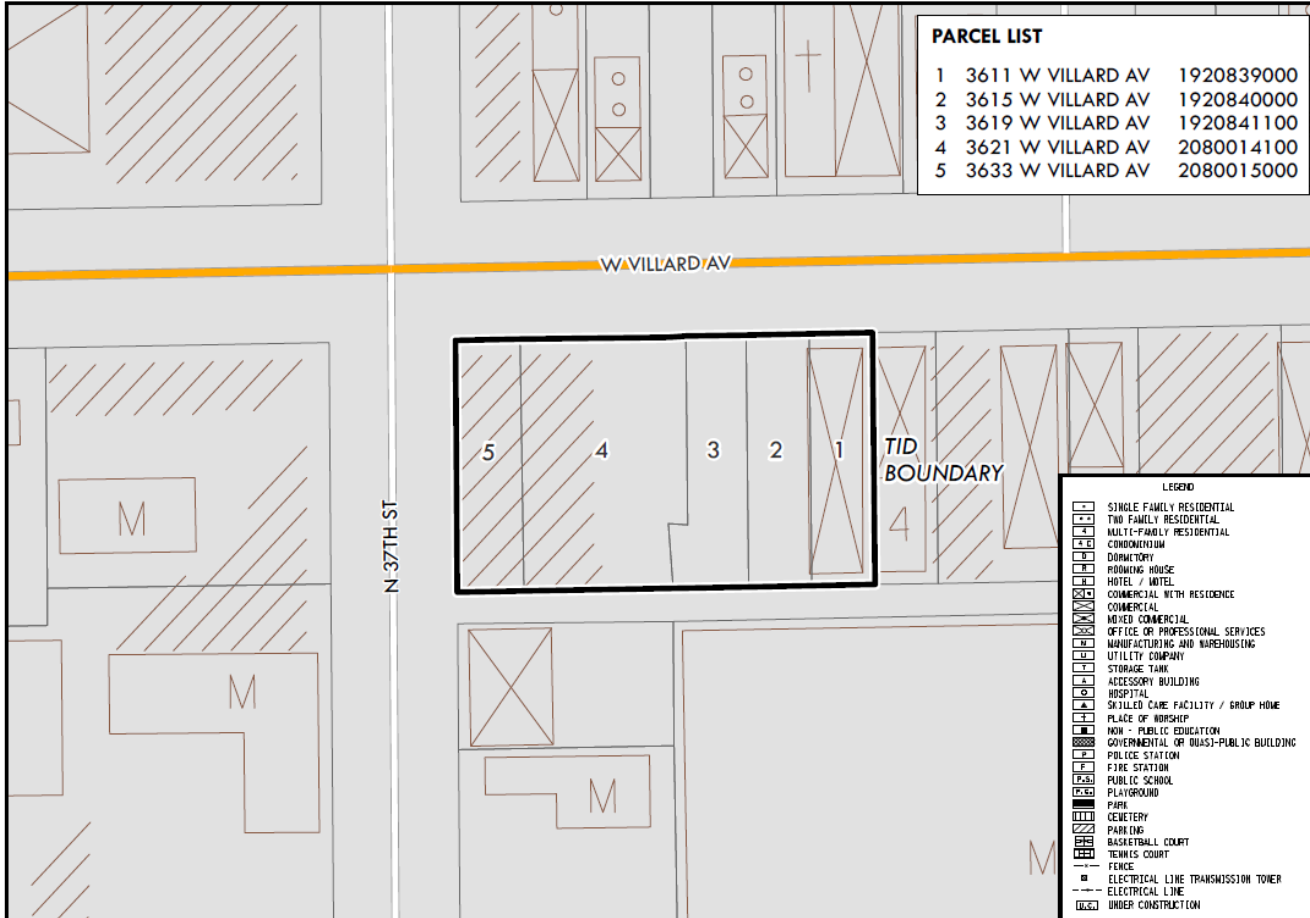 PARCEL LIST
1 3611 W VILLARD AV 1920839000
2 3615 W VILLARD AV 1920840000
3 3619 W VILLARD AV 1920841100
4 3621 W VILLARD AV 2080014100
5 3633 W VILLARD AV 2080015000
W VILLARD AV
N 37TH ST
5
4
3
2
1
TID
BOUNDARY
4
M
M
M
M
LEGEND
SINGLE FAMILY RESIDENTIAL
TWO FAMILY RESIDENTIAL
4 MULTI-FAMILY RESIDENTIAL
4 C CONDOMINIUM
D DORMITORY
R ROOMING HOUSE
H HOTEL / MOTEL
COMMERCIAL WITH RESIDENCE
COMMERCIAL
MIXED COMMERCIAL
OFFICE OR PROFESSIONAL SERVICES
M MANUFACTURING AND WAREHOUSING
U UTILITY COMPANY
T STORAGE TANK
A ACCESSORY BUILDING
HOSPITAL
SKILLED CARE FACILITY / GROUP HOME
PLACE OF WORSHIP
NON - PUBLIC EDUCATION
GOVERNMENTAL OR QUASI-PUBLIC BUILDING
P POLICE STATION
F FIRE STATION
P.S. PUBLIC SCHOOL
P.G. PLAYGROUND
PARK
CEMETERY
PARKING
BASKETBALL COURT
TENNIS COURT
FENCE
ELECTRICAL LINE TRANSMISSION TOWER
ELECTRICAL LINE
U.C. UNDER CONSTRUCTION